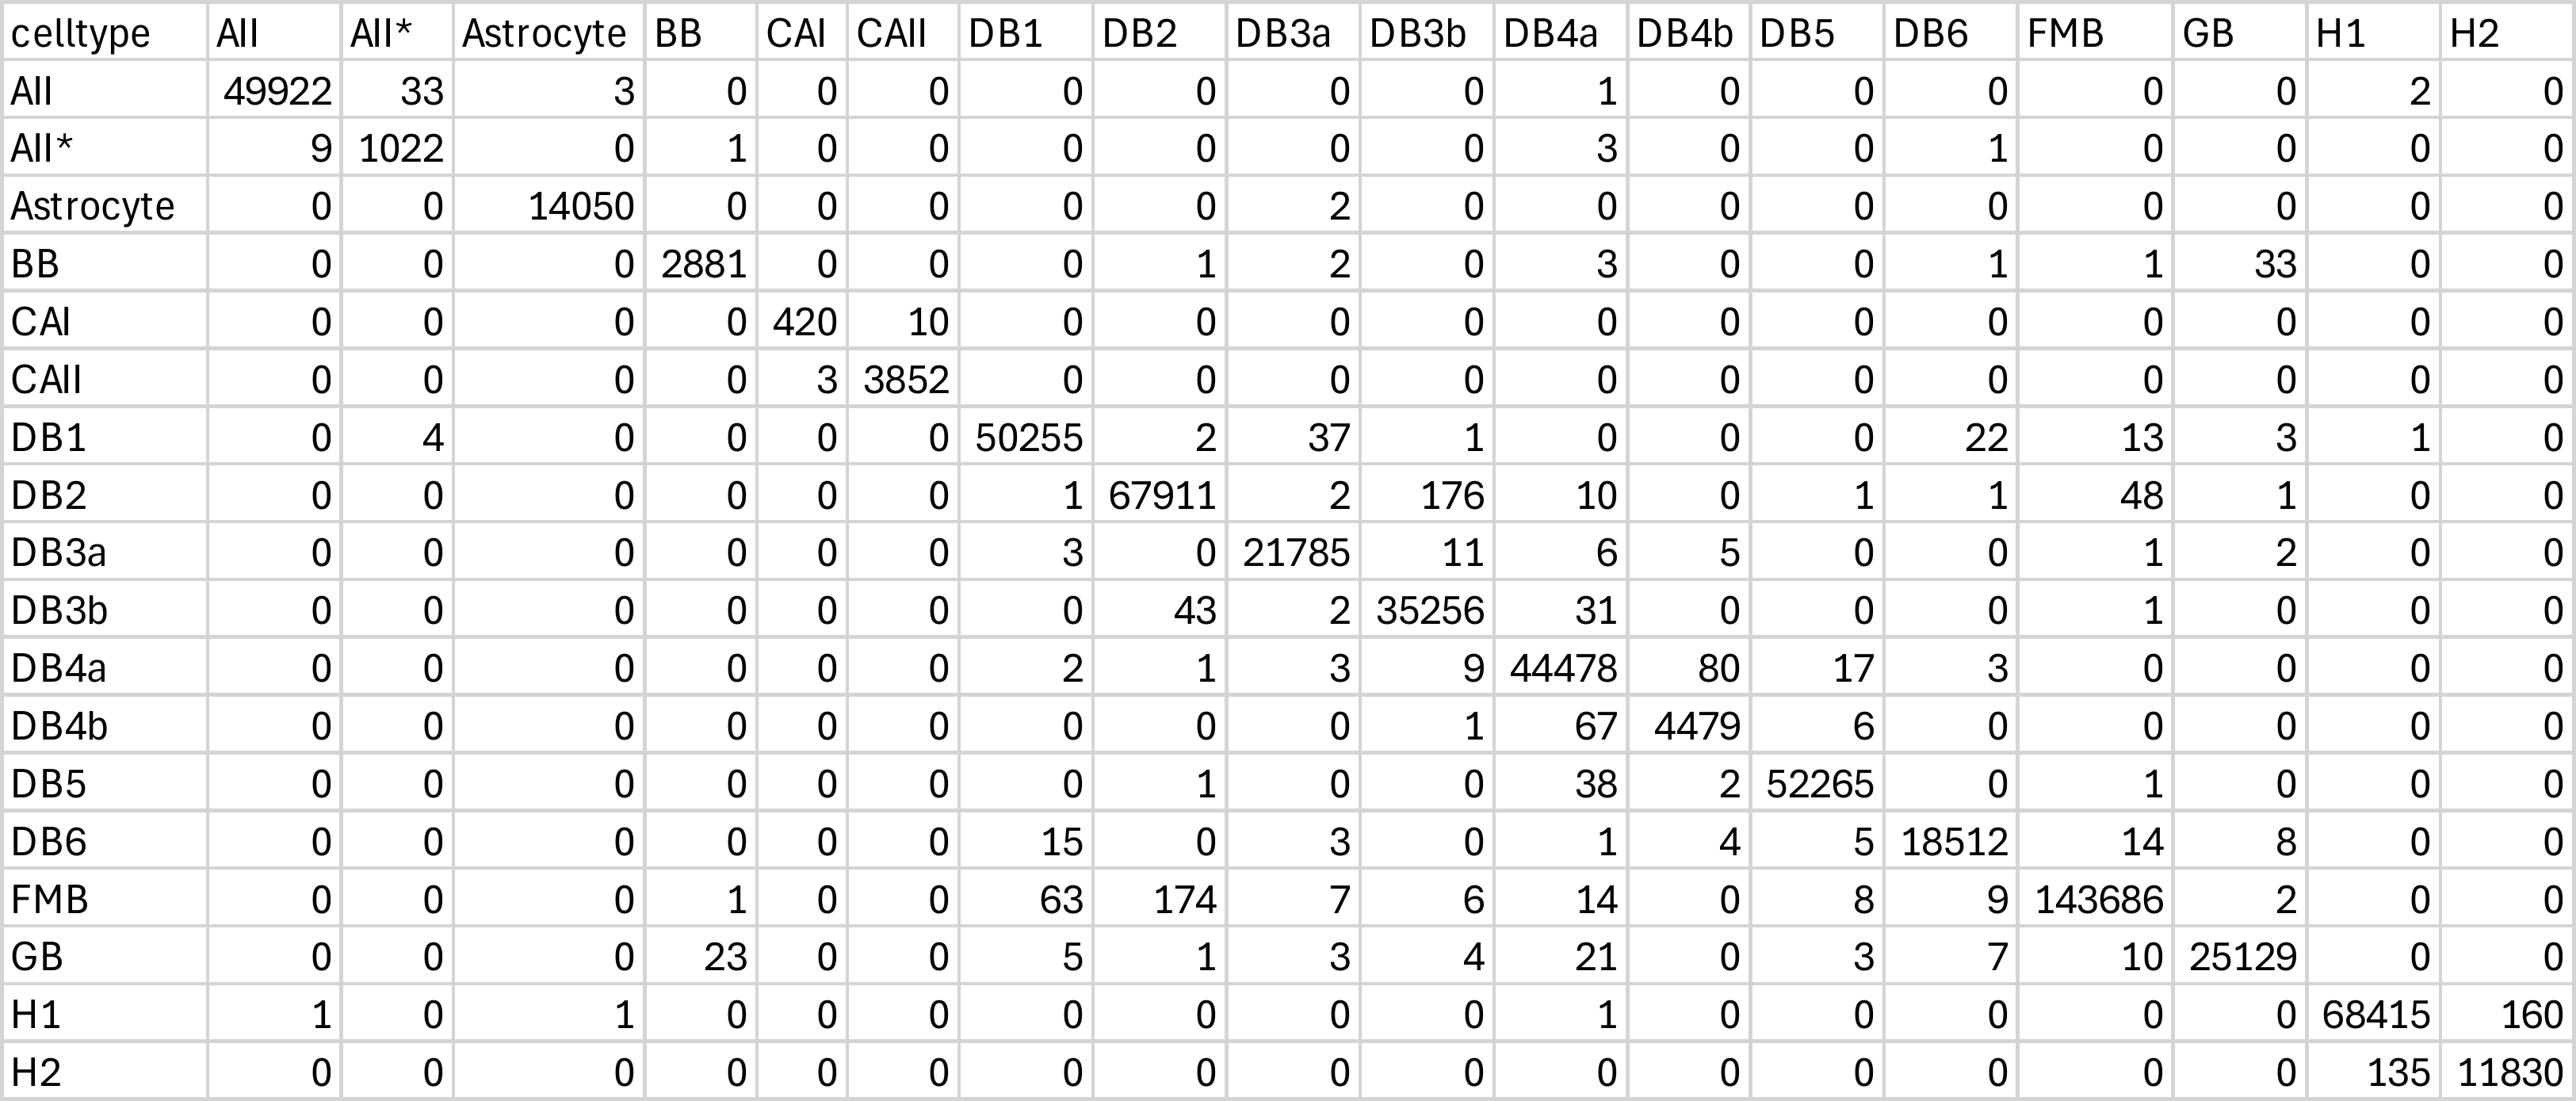 celltype AII AII* Astrocyte BB CAI CAII DB1 DB2 DB3a DB3b DB4a DB4b DB5 DB6 FMB GB H1 H2
AII 49922 33 3 0 0 0 0 0 0 0 1 0 0 0 0 0 2 0
AII* 9 1022 0 1 0 0 0 0 0 0 3 0 0 1 0 0 0 0
Astrocyte 0 0 14050 0 0 0 0 0 2 0 0 0 0 0 0 0 0 0
BB 0 0 0 2881 0 0 0 1 2 0 3 0 0 1 1 33 0 0
CAI 0 0 0 0 420 10 0 0 0 0 0 0 0 0 0 0 0 0
CAII 0 0 0 0 3 3852 0 0 0 0 0 0 0 0 0 0 0 0
DB1 0 4 0 0 0 0 50255 2 37 1 0 0 0 22 13 3 1 0
DB2 0 0 0 0 0 0 1 67911 2 176 10 0 1 1 48 1 0 0
DB3a 0 0 0 0 0 0 3 0 21785 11 6 5 0 0 1 2 0 0
DB3b 0 0 0 0 0 0 0 43 2 35256 31 0 0 0 1 0 0 0
DB4a 0 0 0 0 0 0 2 1 3 9 44478 80 17 3 0 0 0 0
DB4b 0 0 0 0 0 0 0 0 0 1 67 4479 6 0 0 0 0 0
DB5 0 0 0 0 0 0 0 1 0 0 38 2 52265 0 1 0 0 0
DB6 0 0 0 0 0 0 15 0 3 0 1 4 5 18512 14 8 0 0
FMB 0 0 0 1 0 0 63 174 7 6 14 0 8 9 143686 2 0 0
GB 0 0 0 23 0 0 5 1 3 4 21 0 3 7 10 25129 0 0
H1 1 0 1 0 0 0 0 0 0 0 1 0 0 0 0 0 68415 160
H2 0 0 0 0 0 0 0 0 0 0 0 0 0 0 0 0 135 11830